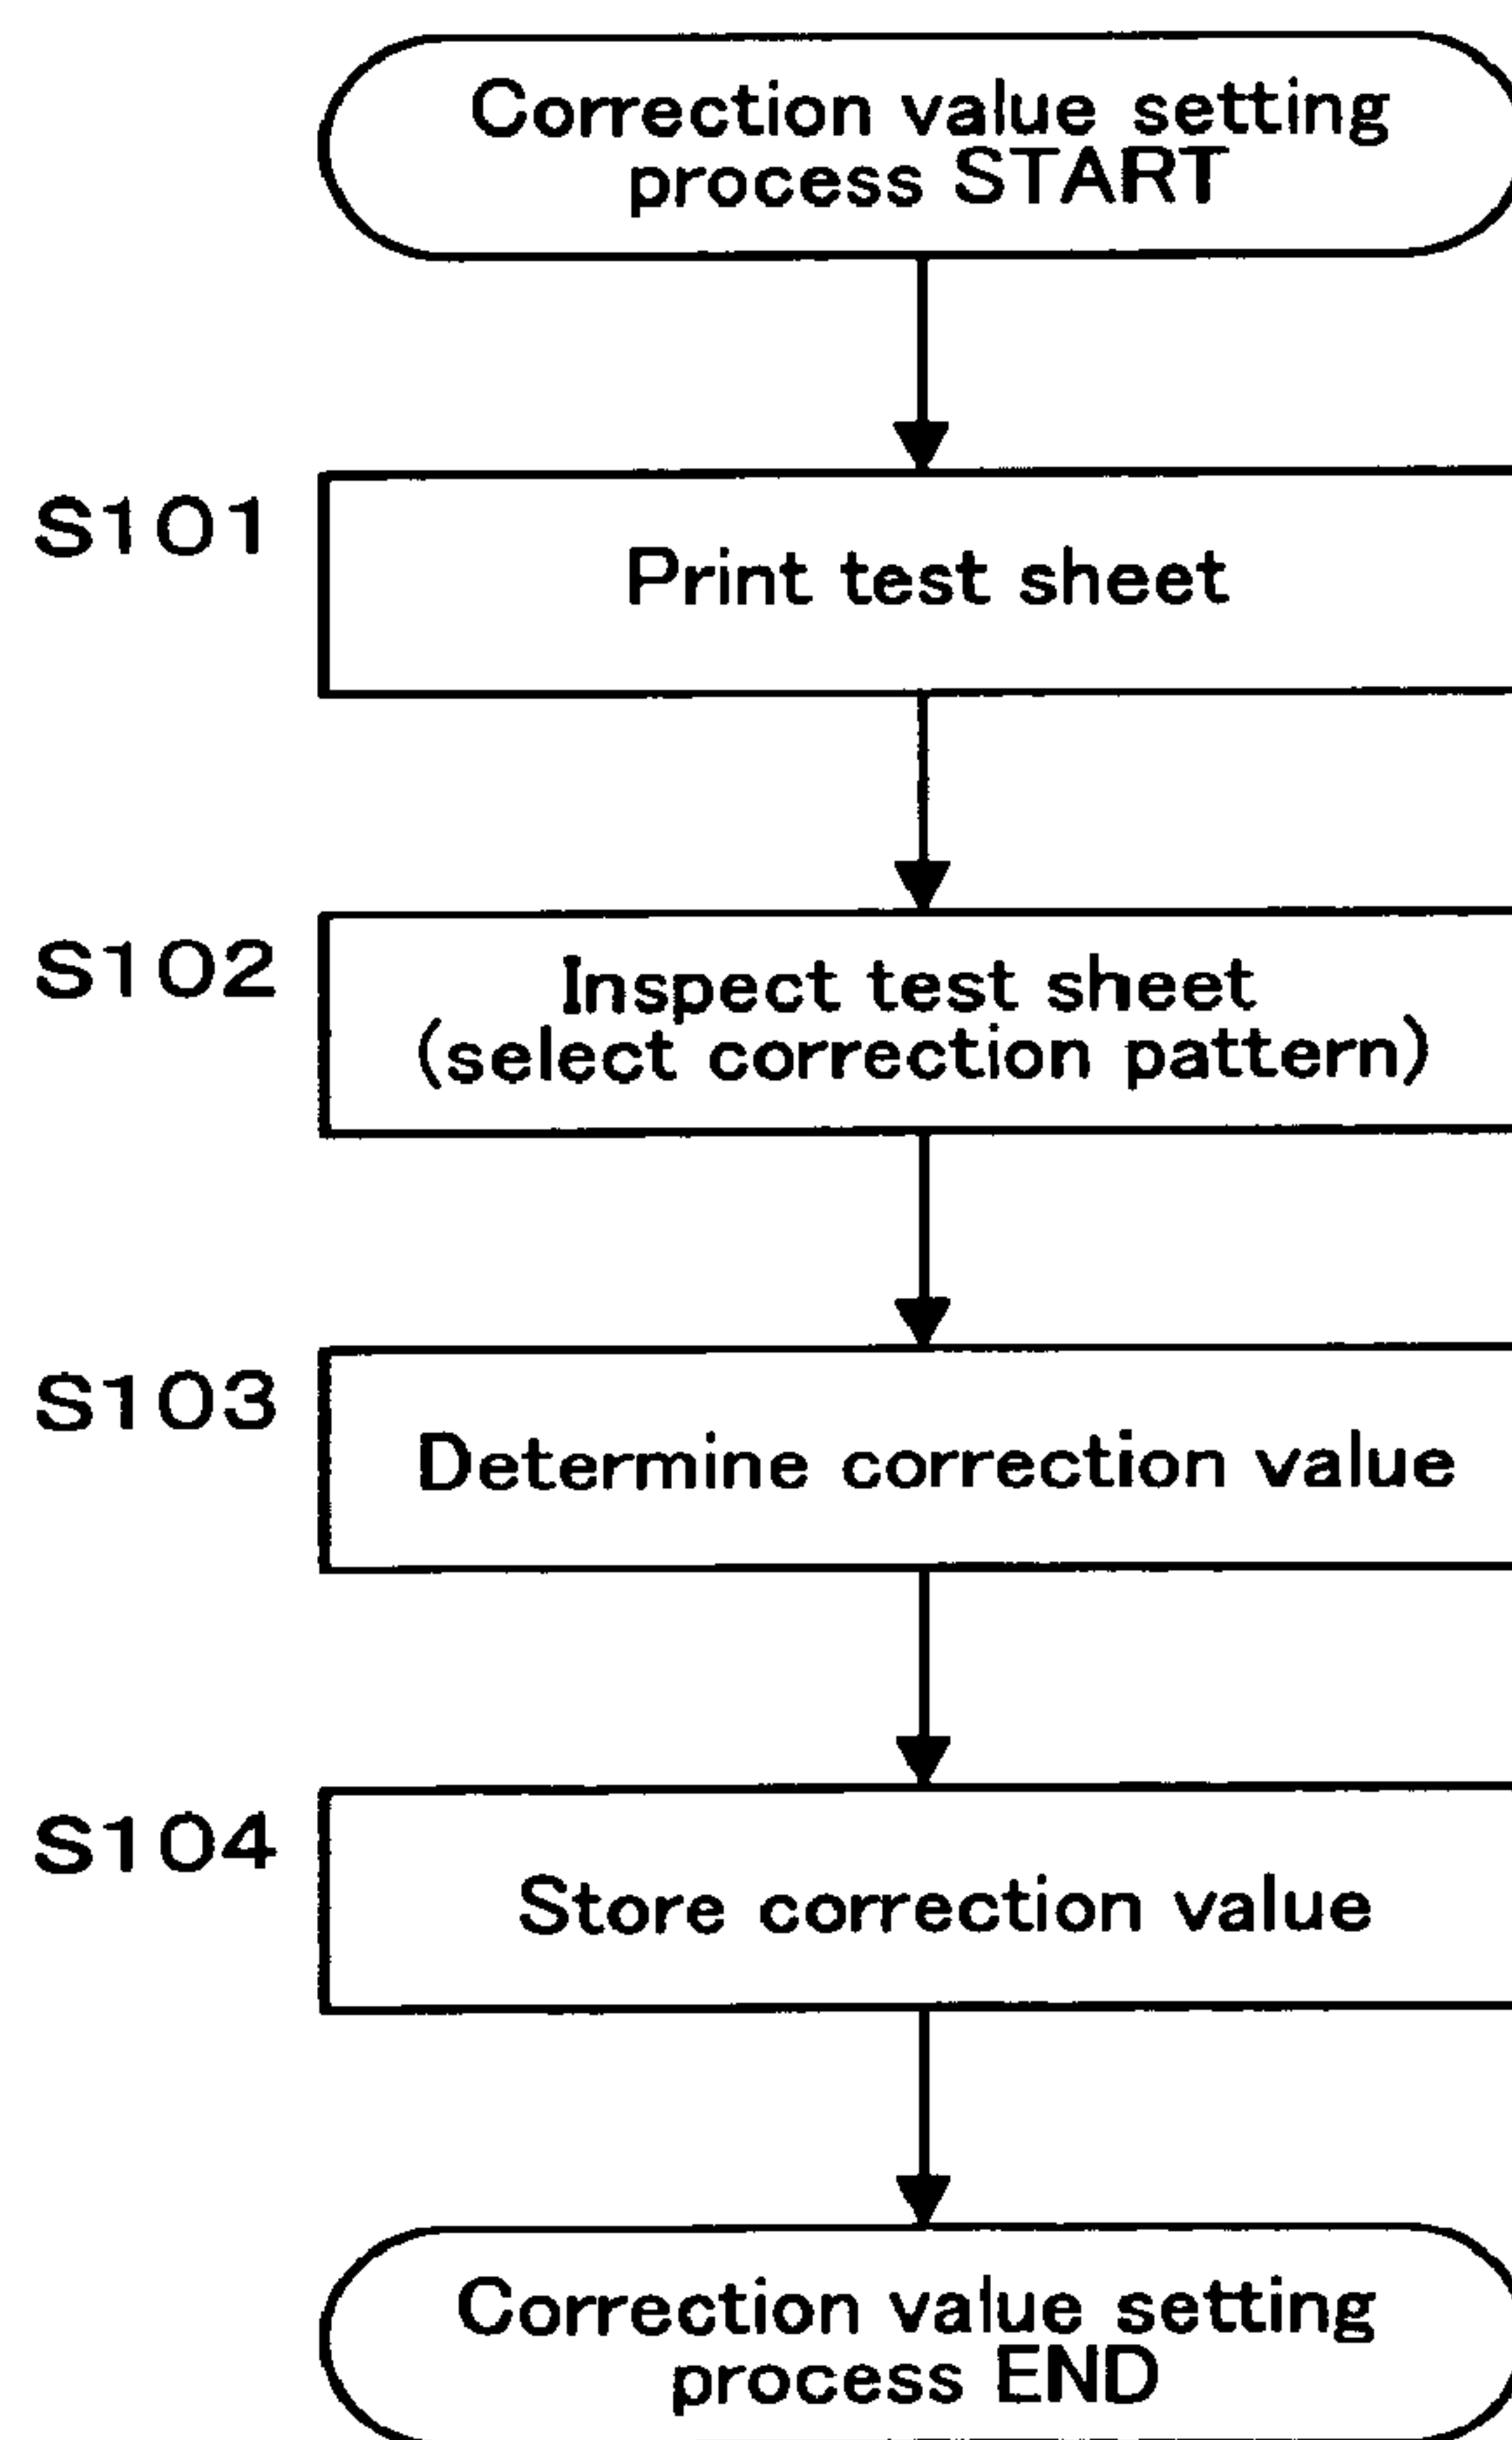 Correction value setting
process START
S101
Print test sheet
S102
Inspect test sheet
(select correction pattern)
S103
Determine correction value
S104
Store correction value
Correction value setting
process END